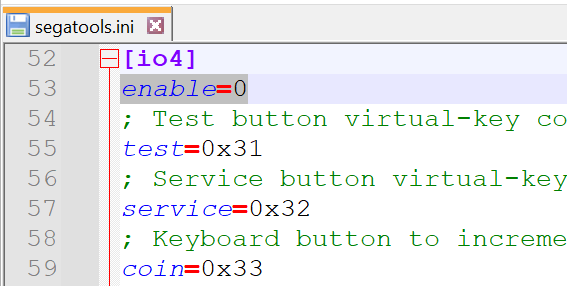 segatools.ini
52 [io4]
53 enable=0
54 ; Test button virtual-key co
55 test=0x31
56 ; Service button virtual-key
57 service=0x32
58 ; Keyboard button to increme
59 coin=0x33